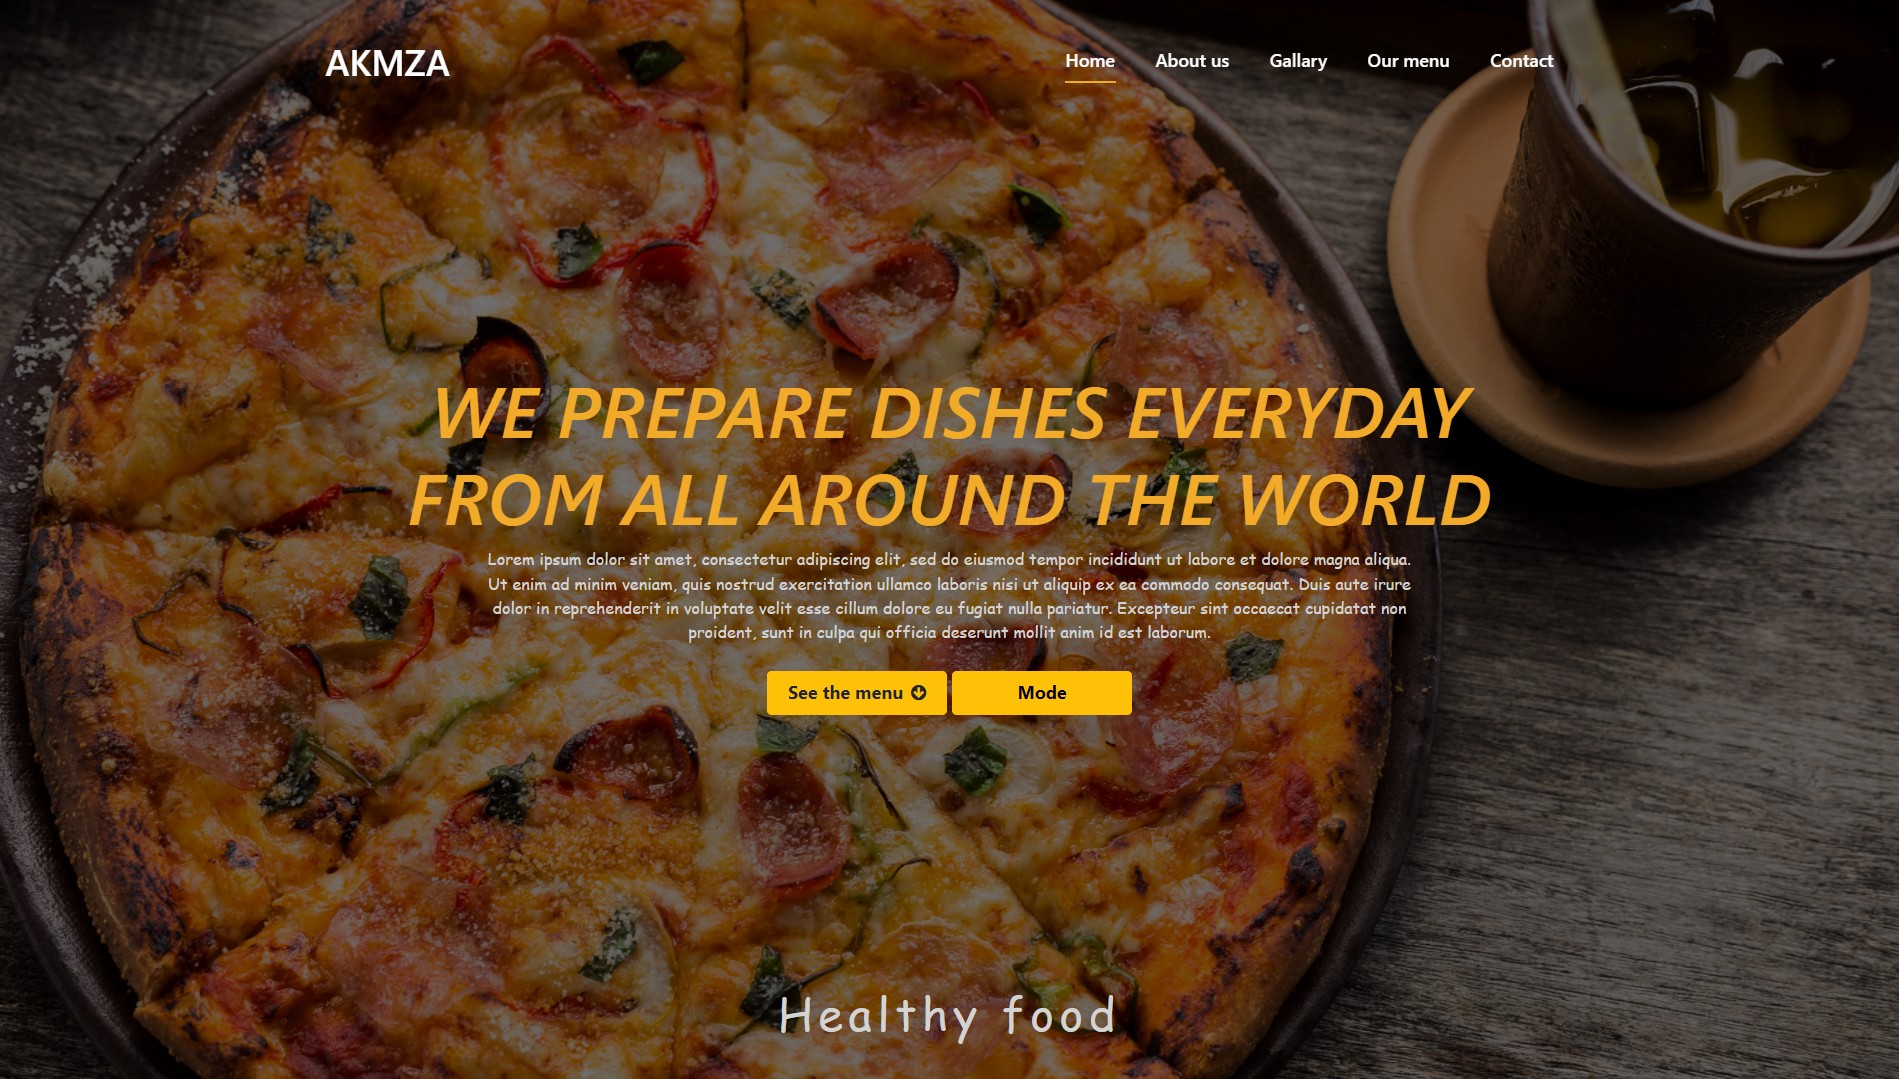 AKMZA
Home About us Gallary Our menu Contact
WE PREPARE DISHES EVERYDAY
FROM ALL AROUND THE WORLD
Lorem ipsum dolor sit amet, consectetur adipiscing elit, sed do eiusmod tempor incididunt ut labore et dolore magna aliqua.
Ut enim ad minim veniam, quis nostrud exercitation ullamco laboris nisi ut aliquip ex ea commodo consequat. Duis aute irure
dolor in reprehenderit in voluptate velit esse cillum dolore eu fugiat nulla pariatur. Excepteur sint occaecat cupidatat non
proident, sunt in culpa qui officia deserunt mollit anim id est laborum.
See the menu Mode
Healthy food